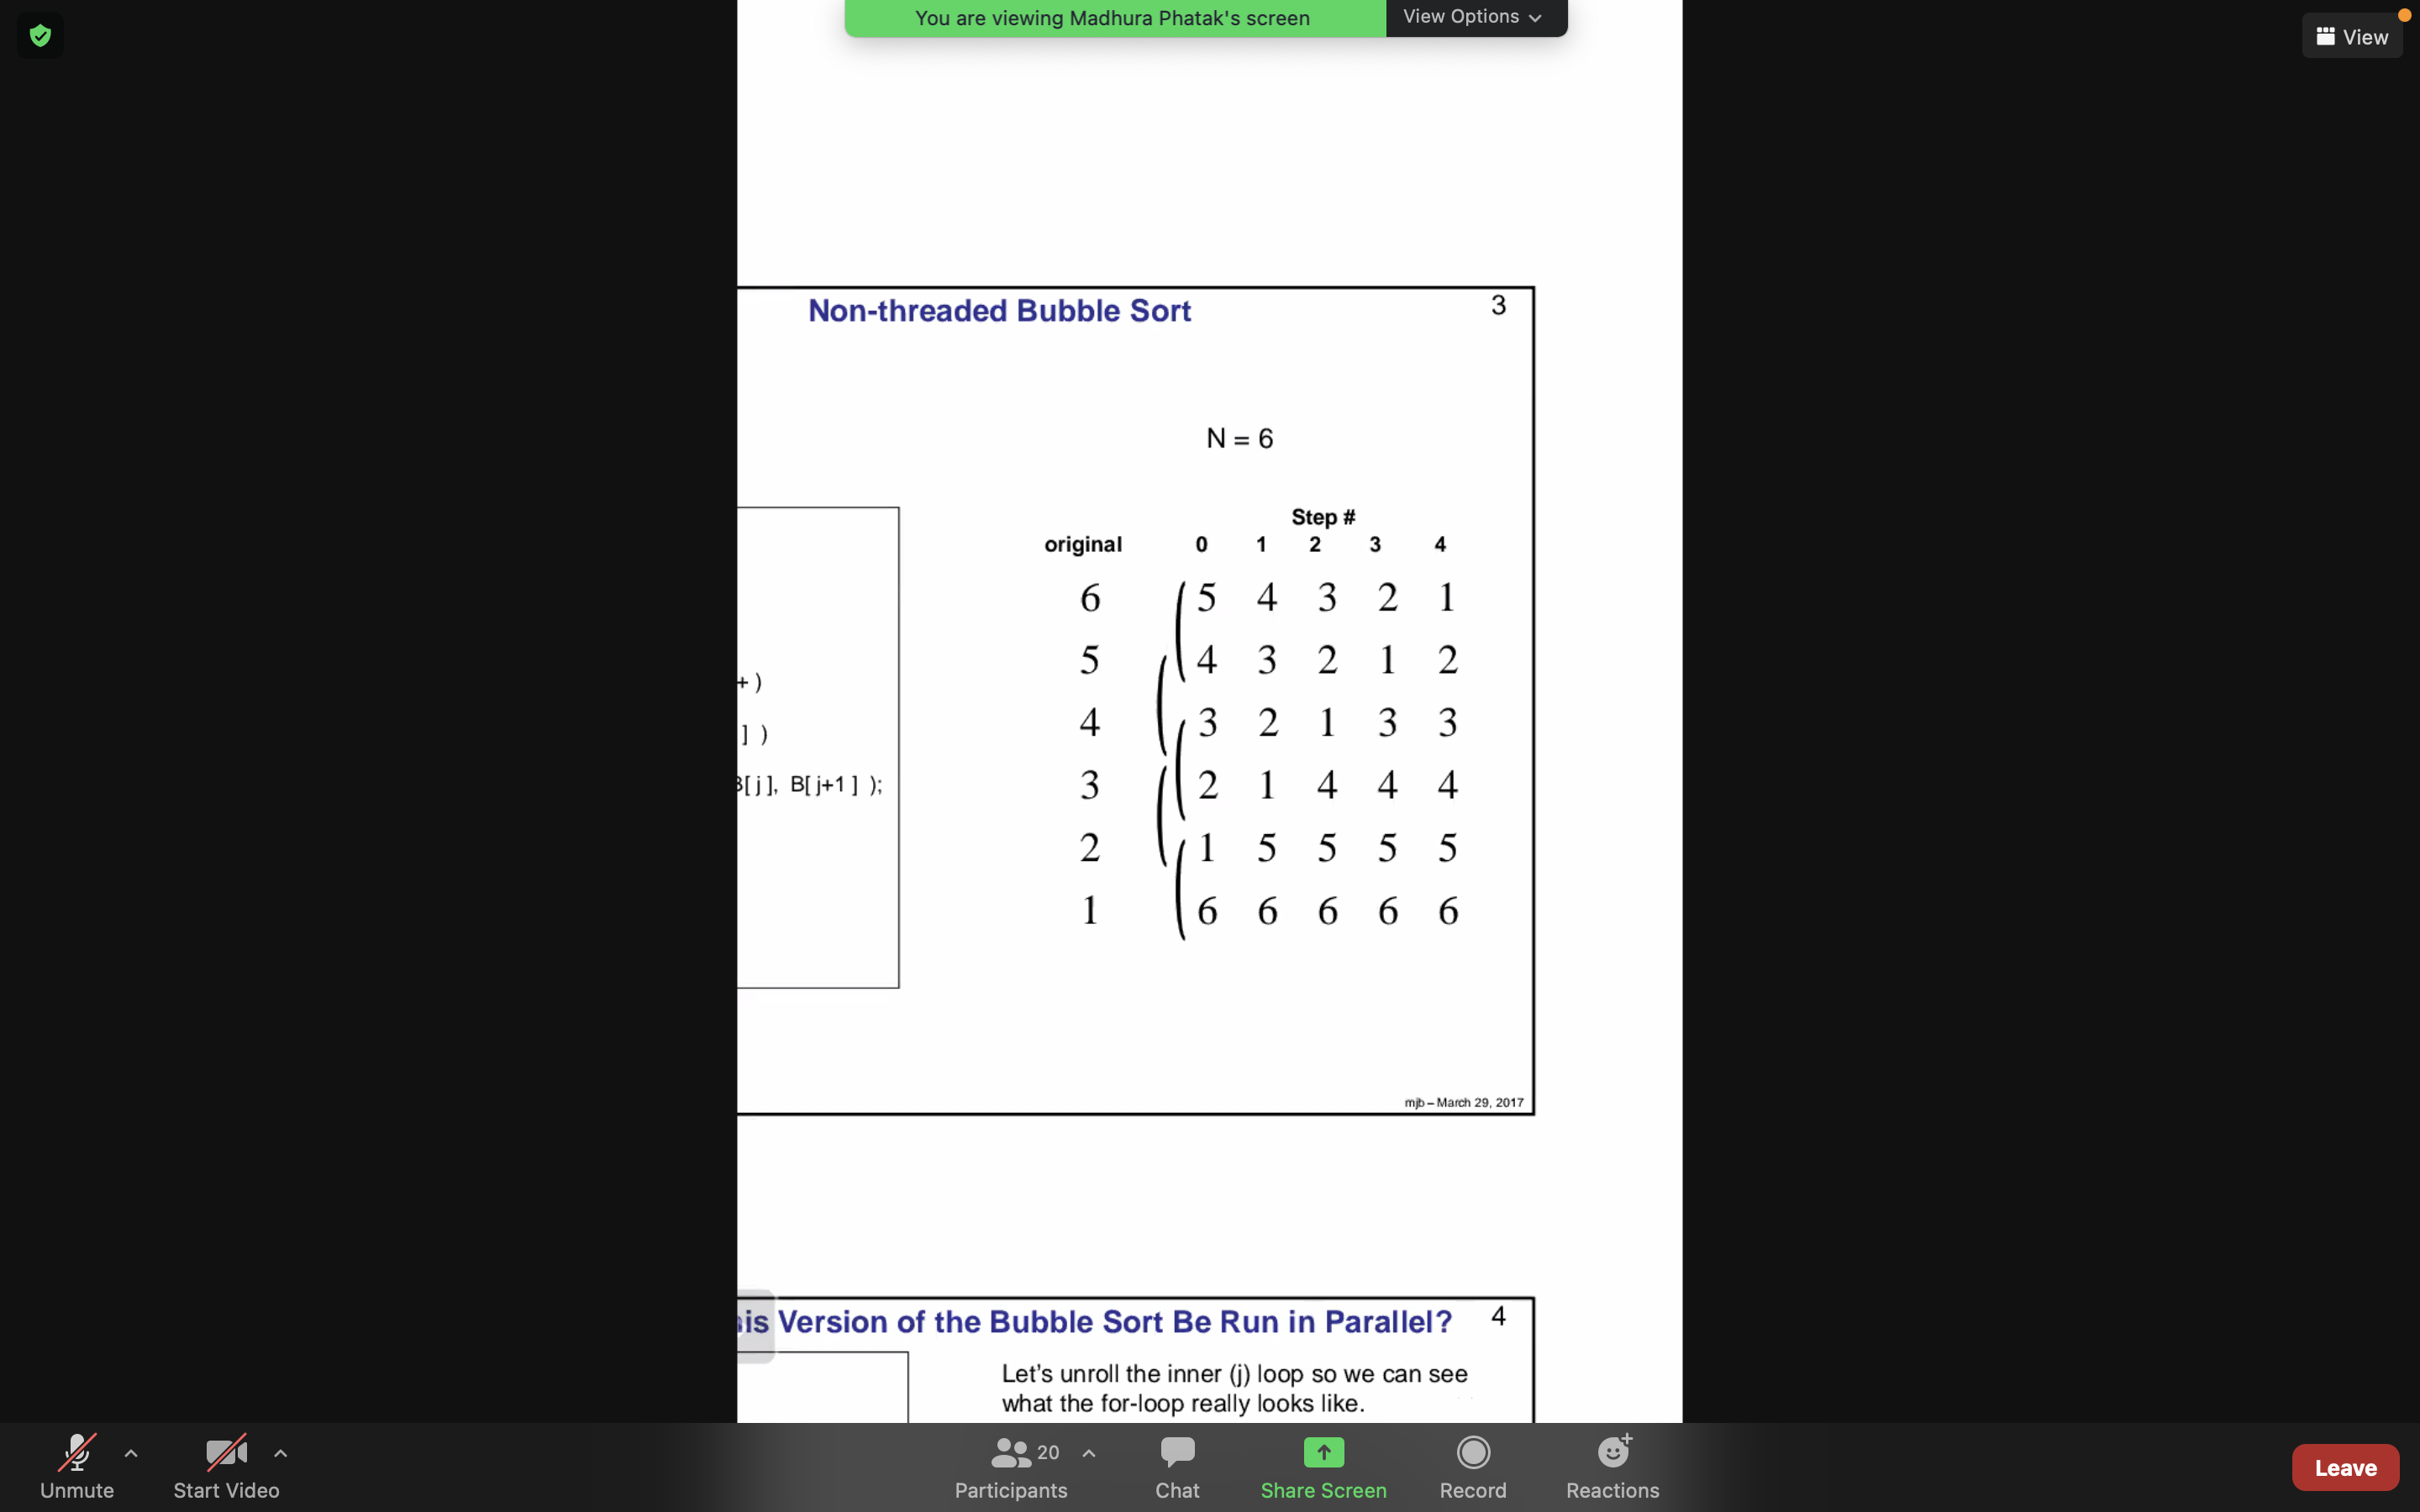 You are viewing Madhura Phatak's screen
View Options
View
Non-threaded Bubble Sort
3
N = 6
Step #
original 0 1 2 3 4
6 5 4 3 2 1
5 4 3 2 1 2
+ )
4 3 2 1 3 3
] )
3 2 1 4 4 4
[ j ], B[ j+1 ] );
2 1 5 5 5 5
1 6 6 6 6 6
mjb – March 29, 2017
is Version of the Bubble Sort Be Run in Parallel?
4
Let's unroll the inner (j) loop so we can see
what the for-loop really looks like.
20
Unmute
Start Video
Participants
Chat
Share Screen
Record
Reactions
Leave